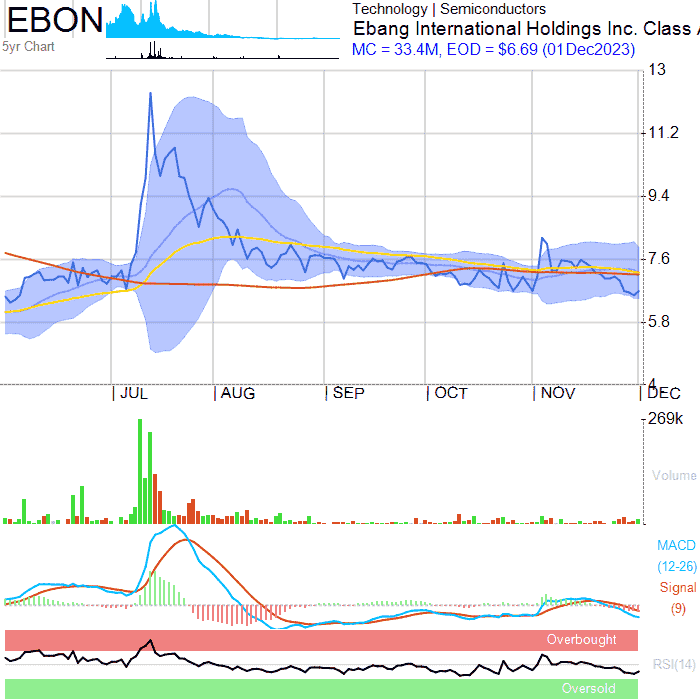 EBON
5yr Chart
Technology | Semiconductors
Ebang International Holdings Inc. Class A
MC = 33.4M, EOD = $6.69 (01Dec2023)
13
11.2
9.4
7.6
5.8
4
JUL
AUG
SEP
OCT
NOV
DEC
269k
Volume
MACD
(12-26)
Signal
(9)
Overbought
RSI(14)
Oversold